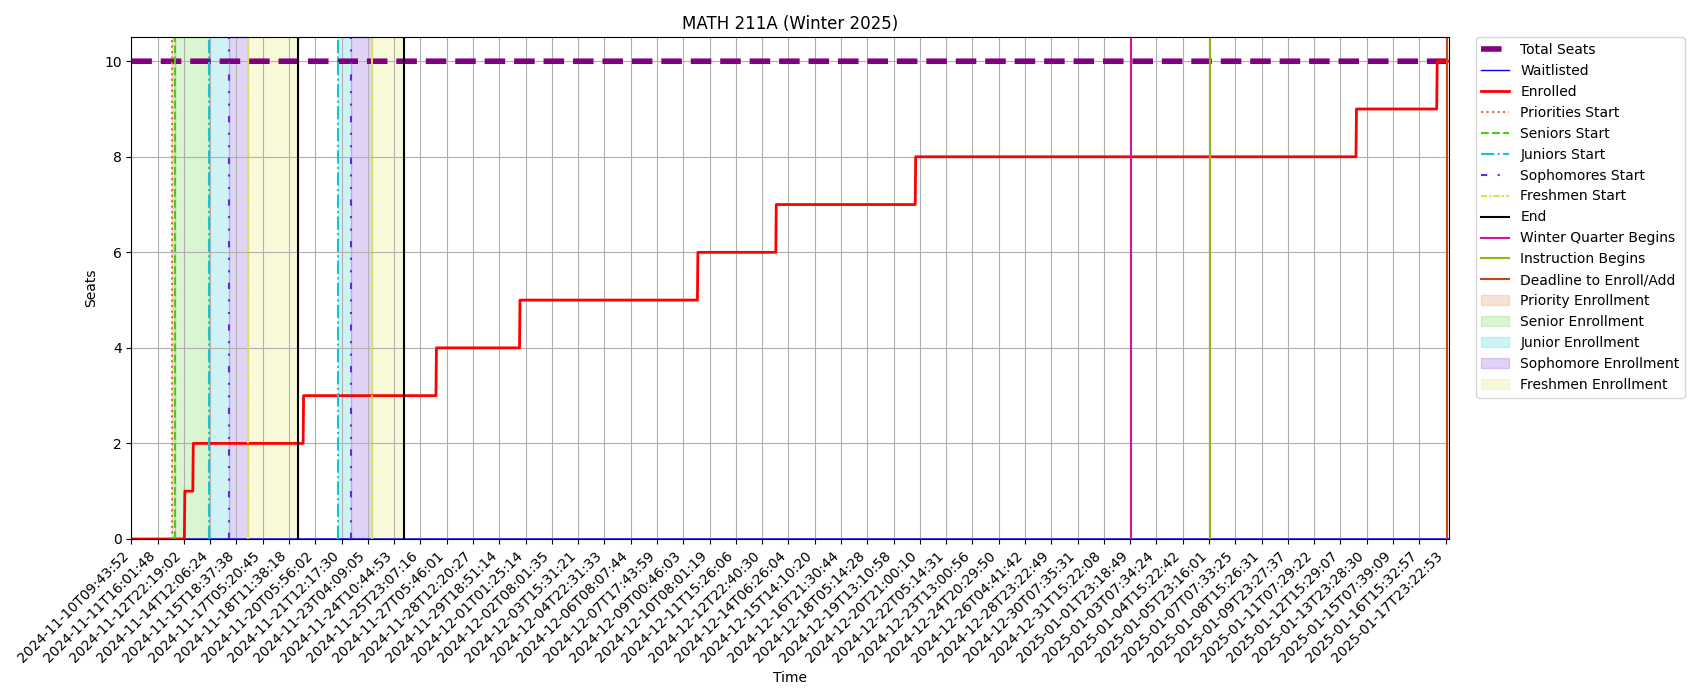 MATH 211A (Winter 2025)
10
8
6
4
2
0
Seats
2024-11-10T09:43:52
2024-11-11T16:01:48
2024-11-12T22:19:02
2024-11-14T12:06:24
2024-11-15T18:37:38
2024-11-17T05:20:45
2024-11-18T11:38:18
2024-11-20T05:56:02
2024-11-21T12:17:30
2024-11-23T04:09:05
2024-11-24T10:44:53
2024-11-25T23:07:16
2024-11-28T05:46:01
2024-11-28T22:20:27
2024-11-29T18:51:14
2024-12-01T01:25:14
2024-12-02T08:01:35
2024-12-03T15:31:21
2024-12-04T22:31:33
2024-12-06T08:07:44
2024-12-07T17:43:59
2024-12-09T00:46:03
2024-12-10T08:01:19
2024-12-11T15:26:06
2024-12-12T22:40:30
2024-12-14T06:26:04
2024-12-15T14:10:20
2024-12-16T21:30:44
2024-12-18T05:14:28
2024-12-19T13:10:58
2024-12-20T21:00:10
2024-12-22T05:14:31
2024-12-23T13:00:56
2024-12-24T20:29:50
2024-12-26T04:41:42
2024-12-28T23:22:49
2024-12-30T07:35:31
2024-12-31T15:22:08
2025-01-01T23:18:49
2025-01-03T07:34:24
2025-01-04T15:22:42
2025-01-05T23:16:01
2025-01-07T07:33:25
2025-01-08T15:26:31
2025-01-09T23:27:37
2025-01-11T07:29:22
2025-01-12T15:29:07
2025-01-13T23:28:30
2025-01-15T07:39:09
2025-01-16T15:32:57
2025-01-17T23:22:53
Time
Total Seats
Waitlisted
Enrolled
Priorities Start
Seniors Start
Juniors Start
Sophomores Start
Freshmen Start
End
Winter Quarter Begins
Instruction Begins
Deadline to Enroll/Add
Priority Enrollment
Senior Enrollment
Junior Enrollment
Sophomore Enrollment
Freshmen Enrollment